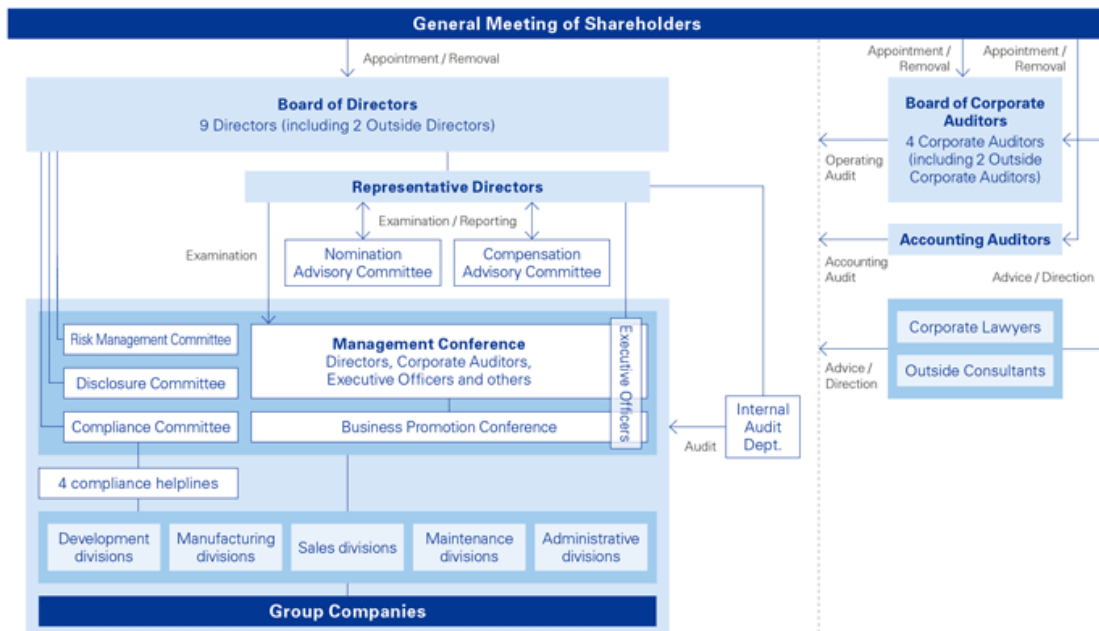 General Meeting of Shareholders
Appointment / Removal
Appointment /
Removal
Appointment /
Removal
Board of Directors
9 Directors (including 2 Outside Directors)
Board of Corporate
Auditors
4 Corporate Auditors
(including 2 Outside
Corporate Auditors)
Operating
Audit
Representative Directors
Examination / Reporting
Examination
Nomination
Advisory Committee
Compensation
Advisory Committee
Accounting Auditors
Accounting
Audit
Advice / Direction
Risk Management Committee
Disclosure Committee
Compliance Committee
Management Conference
Directors, Corporate Auditors,
Executive Officers and others
Business Promotion Conference
Executive Officers
Corporate Lawyers
Outside Consultants
Advice /
Direction
Internal
Audit
Dept.
Audit
4 compliance helplines
Development
divisions
Manufacturing
divisions
Sales divisions
Maintenance
divisions
Administrative
divisions
Group Companies